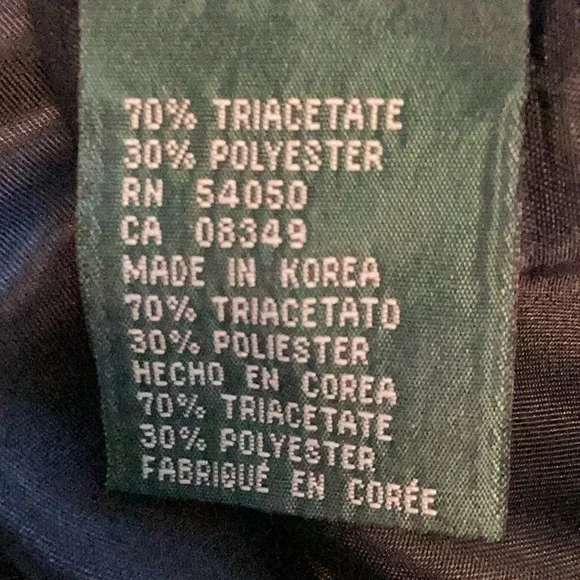 70% TRIACETATE
30% POLYESTER
RN 54050
CA 08349
MADE IN KOREA
70% TRIACETATO
30% POLIESTER
HECHO EN COREA
70% TRIACETATE
30% POLYESTER
FABRIQUÉ EN CORÉE